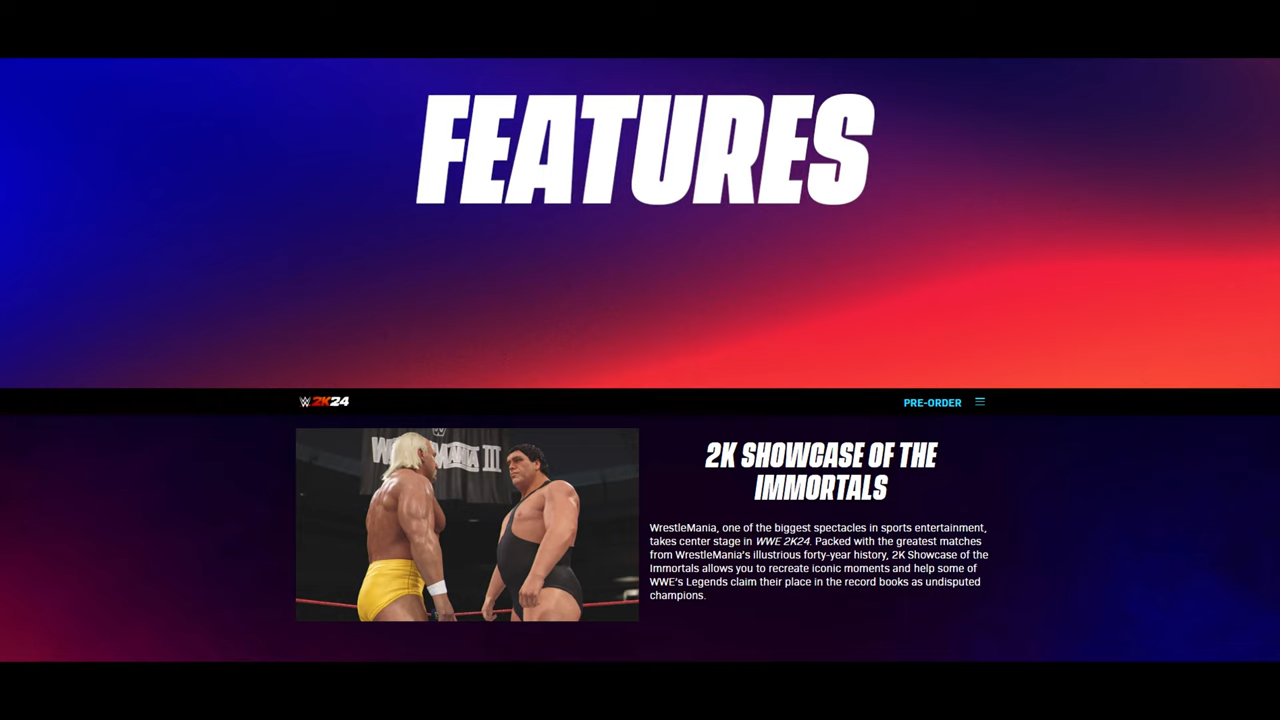 FEATURES
W 2K24
PRE-ORDER
WRESTLEMANIA III
2K SHOWCASE OF THE
IMMORTALS
WrestleMania, one of the biggest spectacles in sports entertainment,
takes center stage in WWE 2K24. Packed with the greatest matches
from WrestleMania's illustrious forty-year history, 2K Showcase of the
Immortals allows you to recreate iconic moments and help some of
WWE's Legends claim their place in the record books as undisputed
champions.